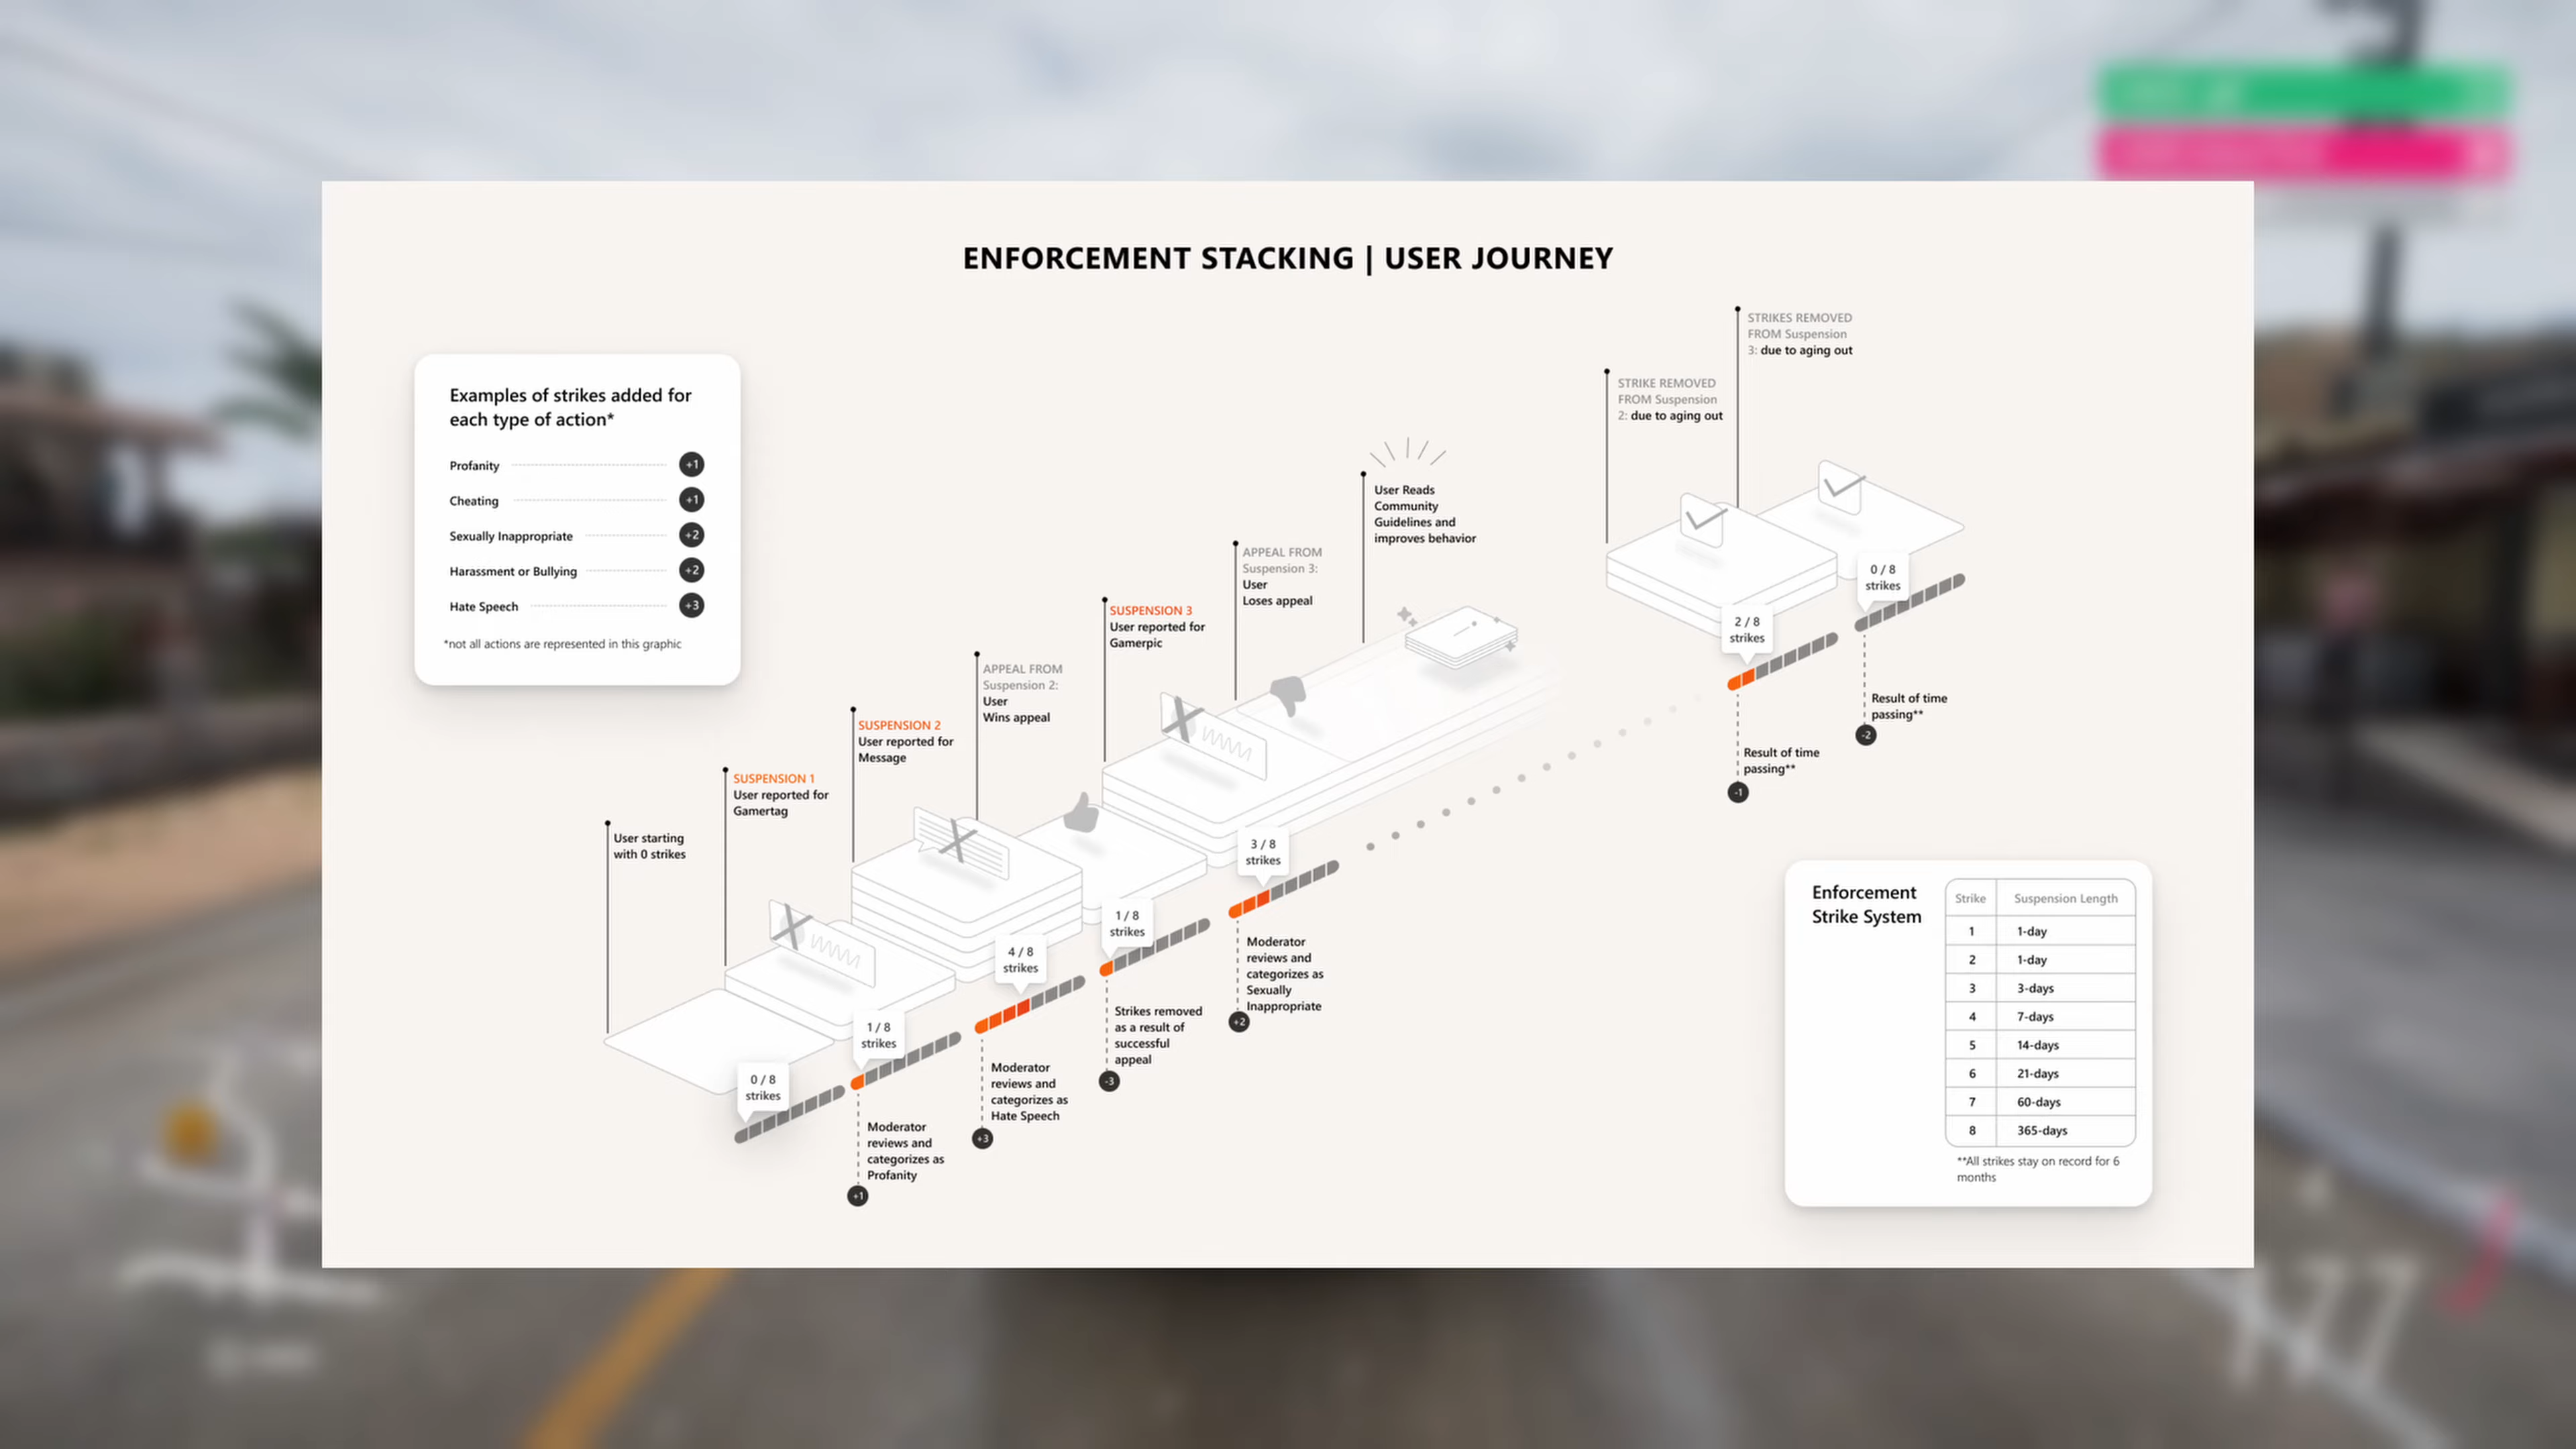 ENFORCEMENT STACKING | USER JOURNEY
Examples of strikes added for
each type of action*
Profanity +1
Cheating +1
Sexually Inappropriate +2
Harassment or Bullying +2
Hate Speech +3
*not all actions are represented in this graphic
User starting
with 0 strikes
0 / 8
strikes
SUSPENSION 1
User reported for
Gamertag
1 / 8
strikes
Moderator
reviews and
categorizes as
Profanity
+1
SUSPENSION 2
User reported for
Message
4 / 8
strikes
Moderator
reviews and
categorizes as
Hate Speech
+3
APPEAL FROM
Suspension 2:
User
Wins appeal
1 / 8
strikes
Strikes removed
as a result of
successful
appeal
-3
SUSPENSION 3
User reported for
Gamerpic
3 / 8
strikes
Moderator
reviews and
categorizes as
Sexually
Inappropriate
+2
APPEAL FROM
Suspension 3:
User
Loses appeal
User Reads
Community
Guidelines and
improves behavior
STRIKE REMOVED
FROM Suspension
2: due to aging out
2 / 8
strikes
Result of time
passing**
-1
STRIKES REMOVED
FROM Suspension
3: due to aging out
0 / 8
strikes
Result of time
passing**
-2
Enforcement
Strike System
Strike Suspension Length
1 1-day
2 1-day
3 3-days
4 7-days
5 14-days
6 21-days
7 60-days
8 365-days
**All strikes stay on record for 6
months